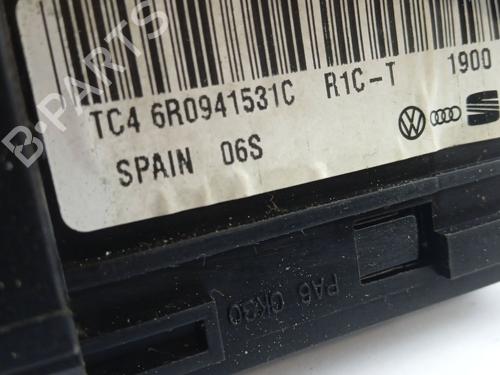 TC4 6R0941531C R1C-T 1900
SPAIN 06S
PA6 GK30
B-PARTS